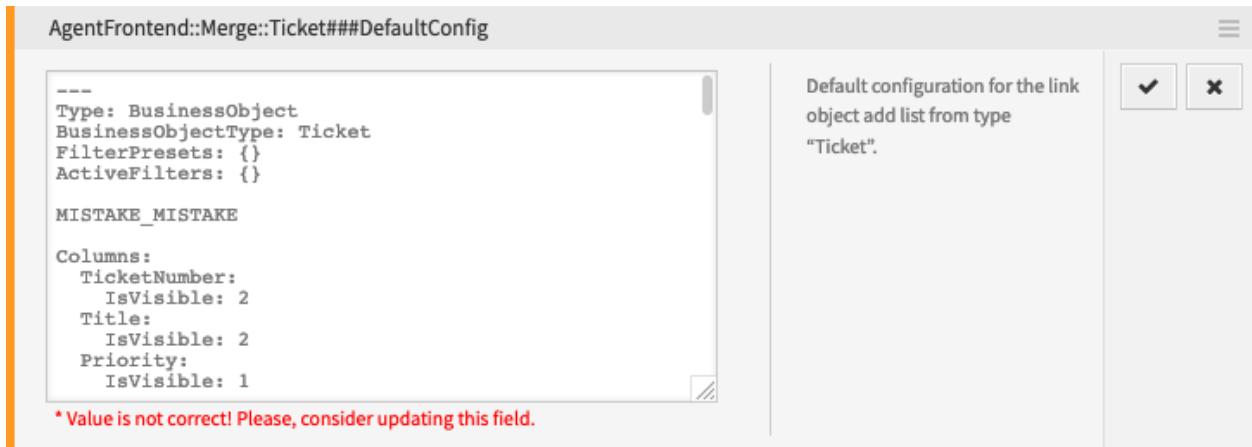 AgentFrontend::Merge::Ticket###DefaultConfig
---
Type: BusinessObject
BusinessObjectType: Ticket
FilterPresets: {}
ActiveFilters: {}

MISTAKE_MISTAKE

Columns:
  TicketNumber:
    IsVisible: 2
  Title:
    IsVisible: 2
  Priority:
    IsVisible: 1
* Value is not correct! Please, consider updating this field.
Default configuration for the link
object add list from type
“Ticket”.